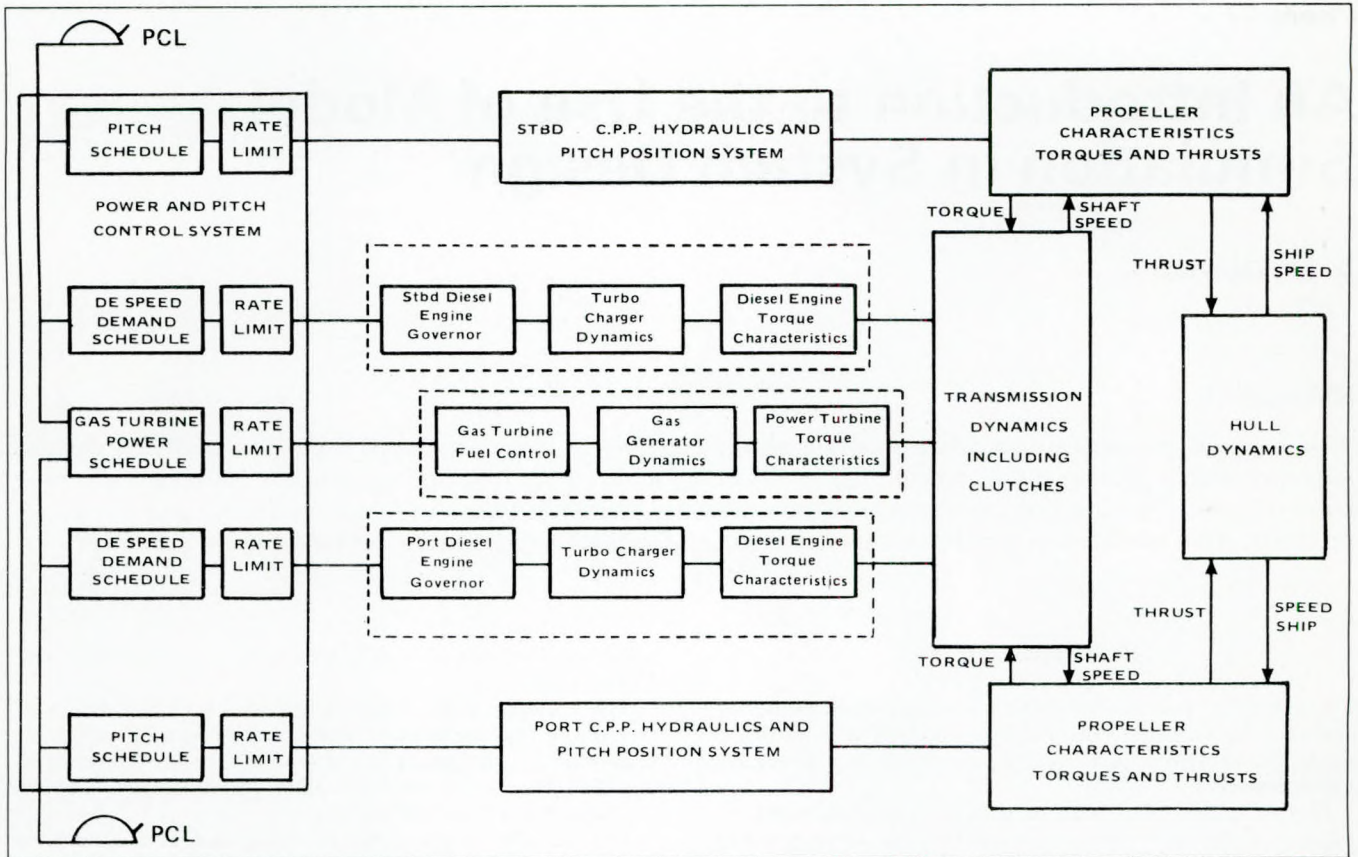 PCL
PITCH
SCHEDULE
RATE
LIMIT
STBD C.P.P. HYDRAULICS AND
PITCH POSITION SYSTEM
PROPELLER
CHARACTERISTICS
TORQUES AND THRUSTS
POWER AND PITCH
CONTROL SYSTEM
TORQUE
SHAFT
SPEED
THRUST
SHIP
SPEED
DE SPEED
DEMAND
SCHEDULE
RATE
LIMIT
Stbd Diesel
Engine
Governor
Turbo
Charger
Dynamics
Diesel Engine
Torque
Characteristics
GAS TURBINE
POWER
SCHEDULE
RATE
LIMIT
Gas Turbine
Fuel Control
Gas
Generator
Dynamics
Power Turbine
Torque
Characteristics
TRANSMISSION
DYNAMICS
INCLUDING
CLUTCHES
HULL
DYNAMICS
DE SPEED
DEMAND
SCHEDULE
RATE
LIMIT
Port Diesel
Engine
Governor
Turbo Charger
Dynamics
Diesel Engine
Torque
Characteristics
THRUST
SPEED
SHIP
TORQUE
SHAFT
SPEED
PITCH
SCHEDULE
RATE
LIMIT
PORT C.P.P. HYDRAULICS AND
PITCH POSITION SYSTEM
PROPELLER
CHARACTERISTICS
TORQUES AND THRUSTS
PCL